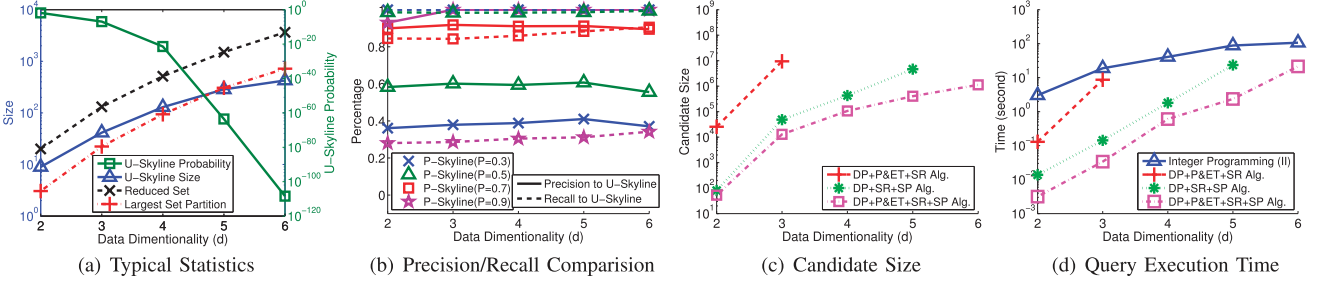 10^4
10^3
10^2
10^1
10^0
Size
10^0
10^−20
10^−40
10^−60
10^−80
10^−100
10^−120
U−Skyline Probability
U−Skyline Probability
U−Skyline Size
Reduced Set
Largest Set Partition
2 3 4 5 6
Data Dimentionality (d)
(a) Typical Statistics
Percentage
0.8
0.6
0.4
0.2
0
P−Skyline(P=0.3)
P−Skyline(P=0.5)
P−Skyline(P=0.7)
P−Skyline(P=0.9)
Precision to U−Skyline
Recall to U−Skyline
2 3 4 5 6
Data Dimentionality (d)
(b) Precision/Recall Comparision
Candidate Size
10^9
10^8
10^7
10^6
10^5
10^4
10^3
10^2
10^1
DP+P&ET+SR Alg.
DP+SR+SP Alg.
DP+P&ET+SR+SP Alg.
2 3 4 5 6
Data Dimentionality (d)
(c) Candidate Size
Time (second)
10^3
10^2
10^1
10^0
10^−1
10^−2
10^−3
Integer Programming (II)
DP+P&ET+SR Alg.
DP+SR+SP Alg.
DP+P&ET+SR+SP Alg.
2 3 4 5 6
Data Dimentionality (d)
(d) Query Execution Time